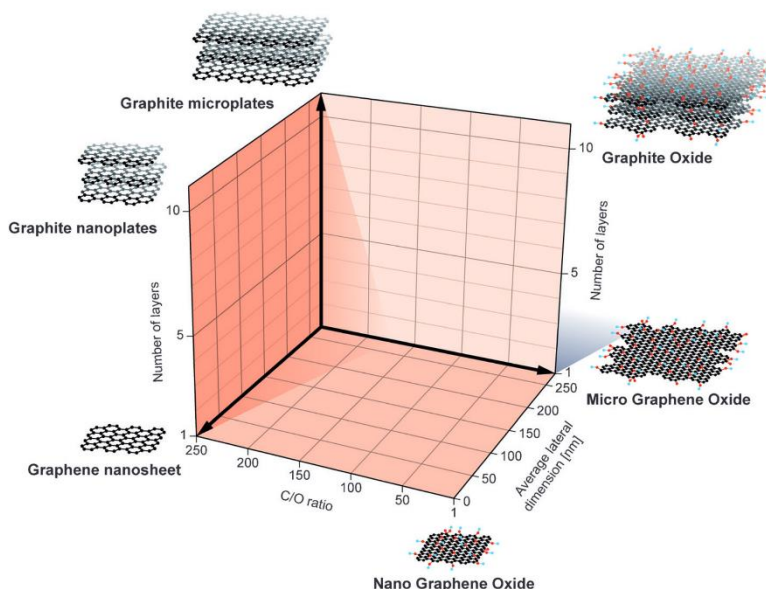 Graphite microplates
Graphite Oxide
Graphite nanoplates
10
5
1
Number of layers
10
5
1
Number of layers
Graphene nanosheet
Micro Graphene Oxide
250
200
150
100
50
1
C/O ratio
0
50
100
150
200
250
Average lateral
dimension [nm]
Nano Graphene Oxide